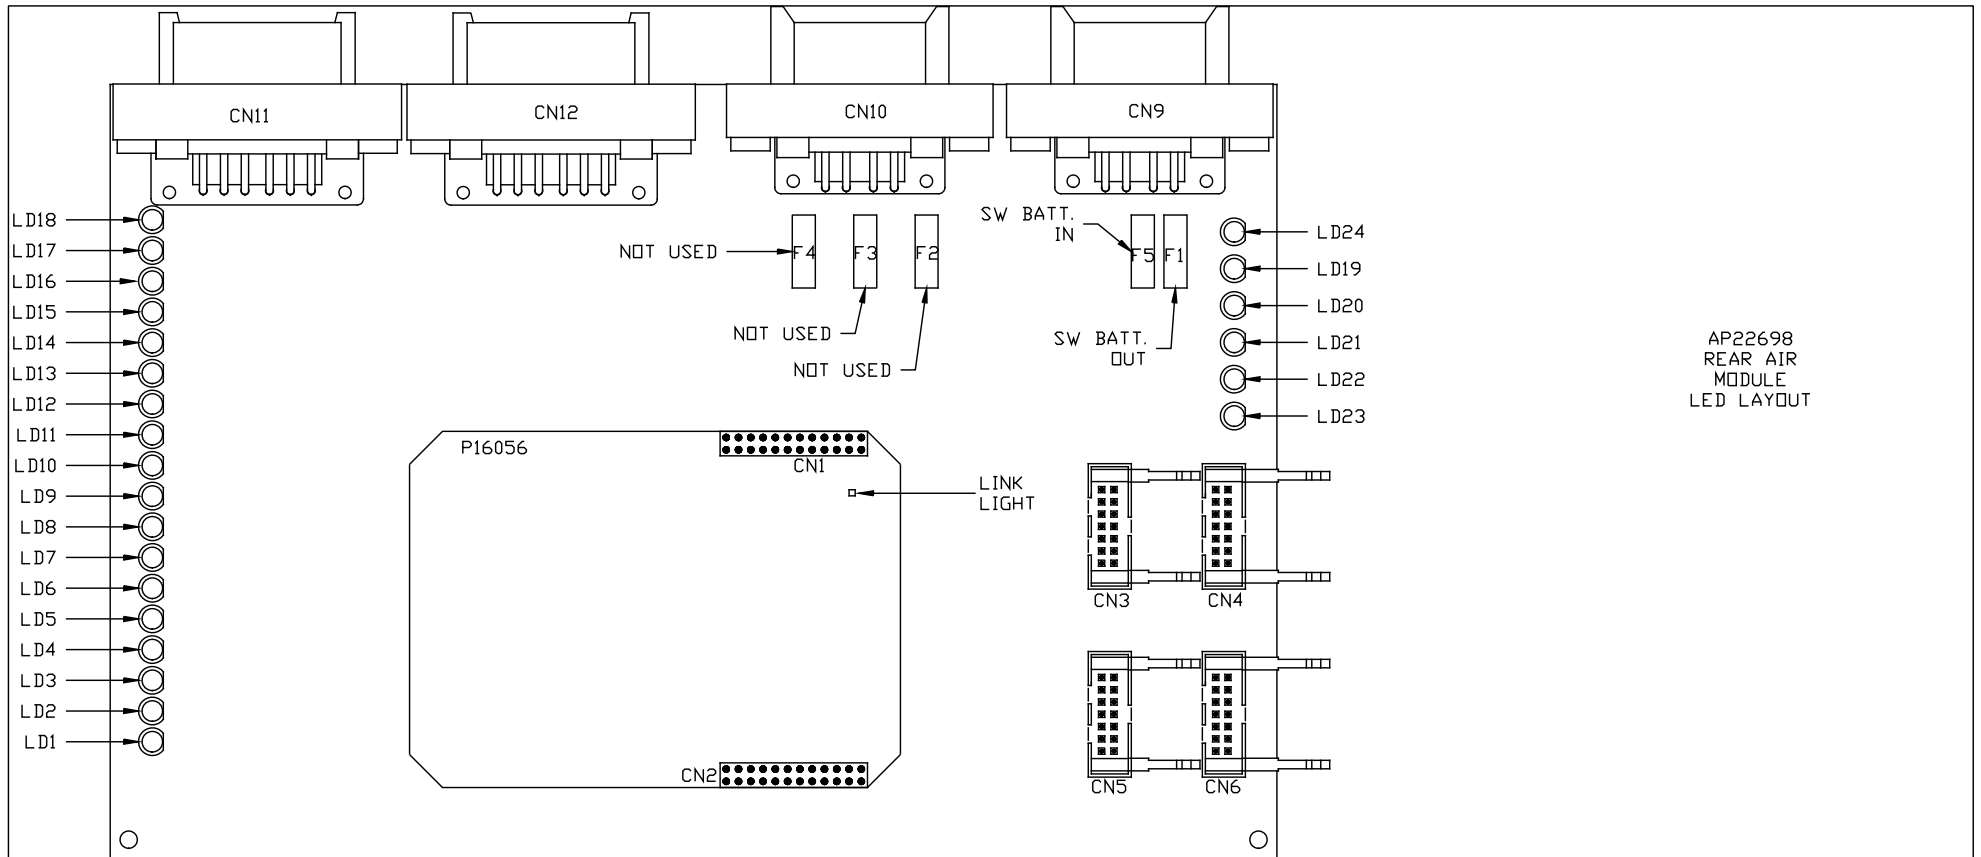 CN11
CN12
CN10
CN9
LD18
LD17
LD16
LD15
LD14
LD13
LD12
LD11
LD10
LD9
LD8
LD7
LD6
LD5
LD4
LD3
LD2
LD1
NOT USED
F4
F3
F2
NOT USED
NOT USED
SW BATT.
IN
F5
F1
SW BATT.
OUT
LD24
LD19
LD20
LD21
LD22
LD23
P16056
CN1
LINK
LIGHT
CN2
CN3
CN4
CN5
CN6
AP22698
REAR AIR
MODULE
LED LAYOUT